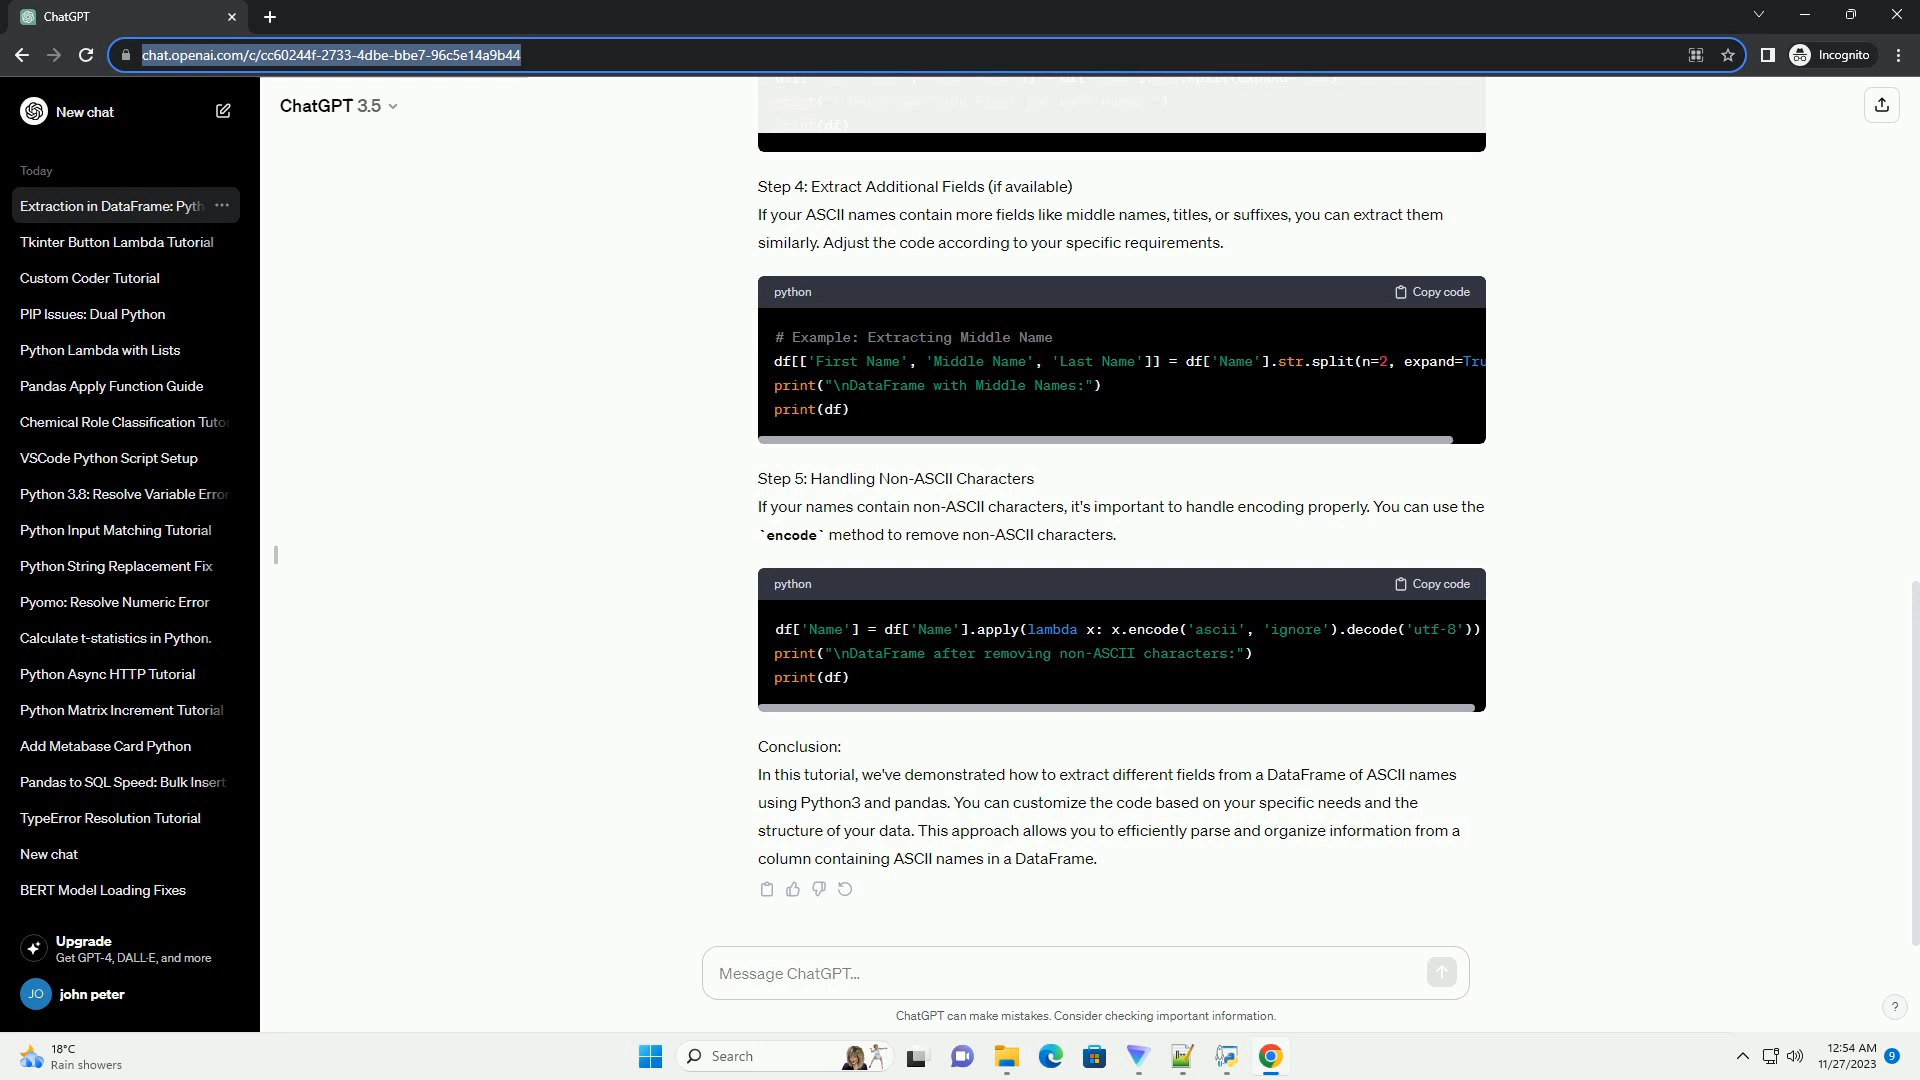 ChatGPT
chat.openai.com/c/cc60244f-2733-4dbe-bbe7-96c5e14a9b44
Incognito
New chat
Today
Extraction in DataFrame: Pyth
Tkinter Button Lambda Tutorial
Custom Coder Tutorial
PIP Issues: Dual Python
Python Lambda with Lists
Pandas Apply Function Guide
Chemical Role Classification Tuto
VSCode Python Script Setup
Python 3.8: Resolve Variable Error
Python Input Matching Tutorial
Python String Replacement Fix
Pyomo: Resolve Numeric Error
Calculate t-statistics in Python.
Python Async HTTP Tutorial
Python Matrix Increment Tutorial
Add Metabase Card Python
Pandas to SQL Speed: Bulk Insert
TypeError Resolution Tutorial
New chat
BERT Model Loading Fixes
Upgrade
Get GPT-4, DALL·E, and more
JO
john peter
ChatGPT 3.5
print(df)
Step 4: Extract Additional Fields (if available)
If your ASCII names contain more fields like middle names, titles, or suffixes, you can extract them
similarly. Adjust the code according to your specific requirements.
python
Copy code
# Example: Extracting Middle Name
df[['First Name', 'Middle Name', 'Last Name']] = df['Name'].str.split(n=2, expand=Tru
print("\nDataFrame with Middle Names:")
print(df)
Step 5: Handling Non-ASCII Characters
If your names contain non-ASCII characters, it's important to handle encoding properly. You can use the
`encode` method to remove non-ASCII characters.
python
Copy code
df['Name'] = df['Name'].apply(lambda x: x.encode('ascii', 'ignore').decode('utf-8'))
print("\nDataFrame after removing non-ASCII characters:")
print(df)
Conclusion:
In this tutorial, we've demonstrated how to extract different fields from a DataFrame of ASCII names
using Python3 and pandas. You can customize the code based on your specific needs and the
structure of your data. This approach allows you to efficiently parse and organize information from a
column containing ASCII names in a DataFrame.
Message ChatGPT...
ChatGPT can make mistakes. Consider checking important information.
?
18°C
Rain showers
Search
12:54 AM
11/27/2023
9